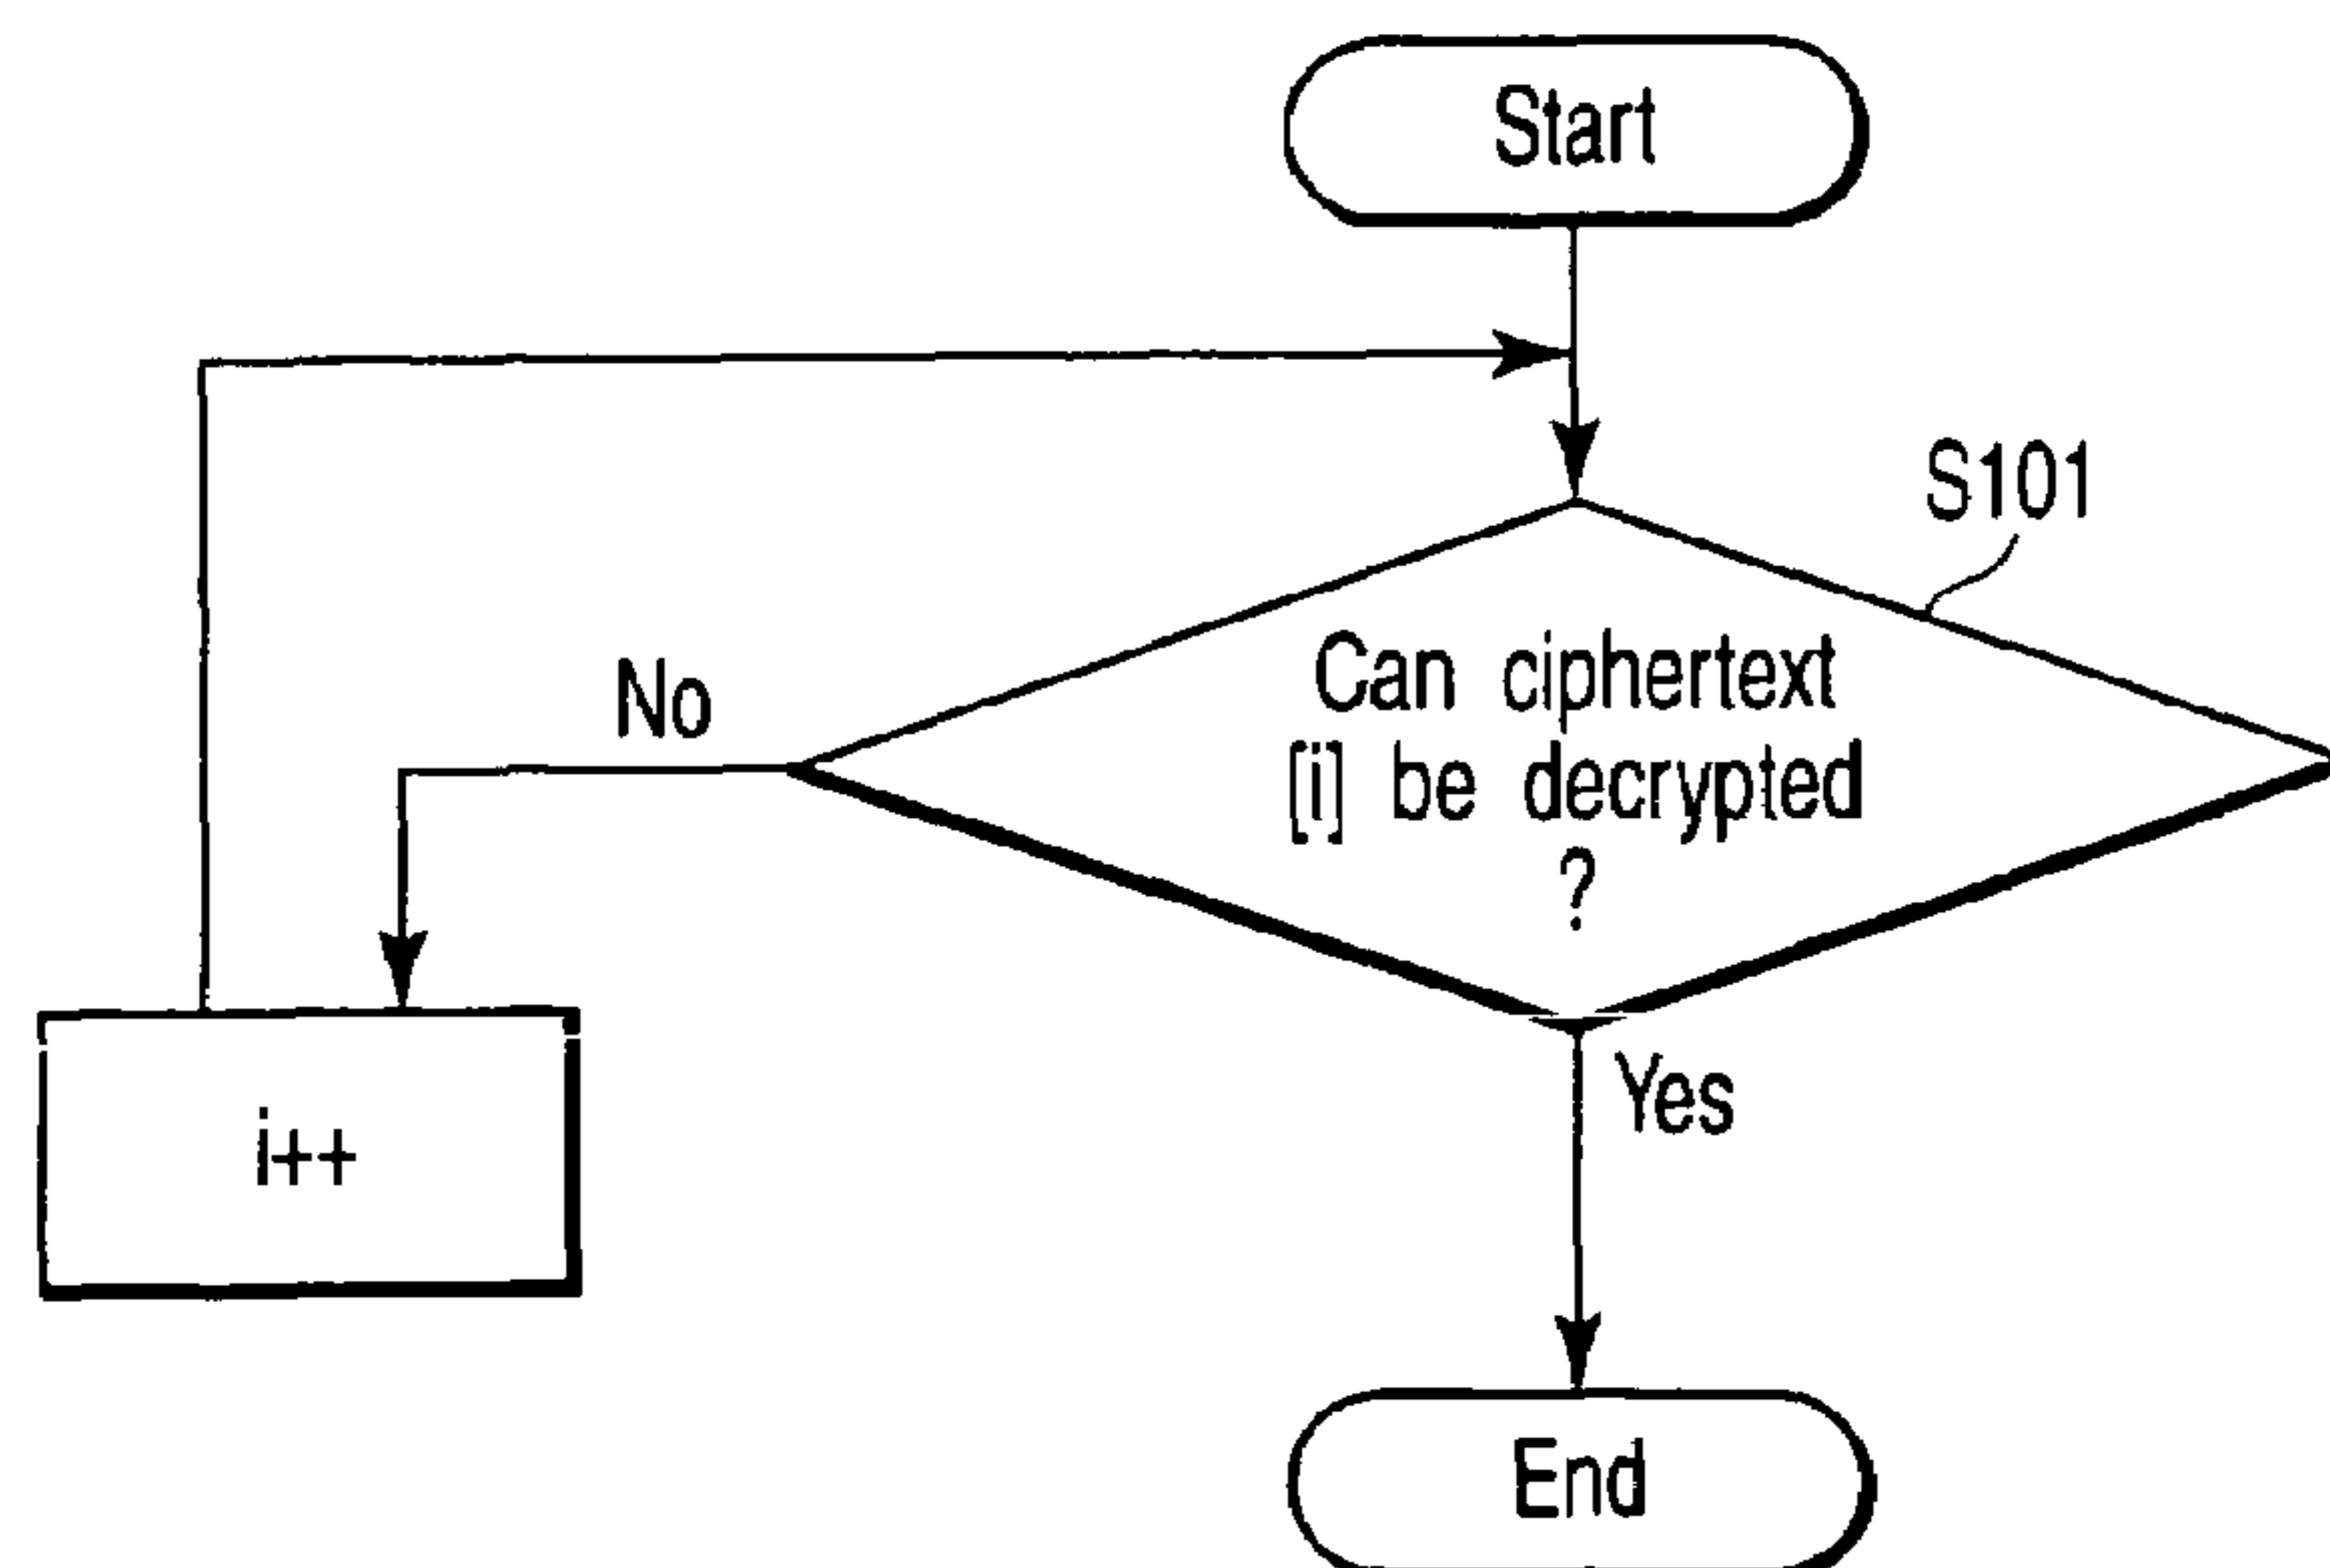 Start
S101
Can ciphertext
[i] be decrypted
?
No
Yes
i++
End